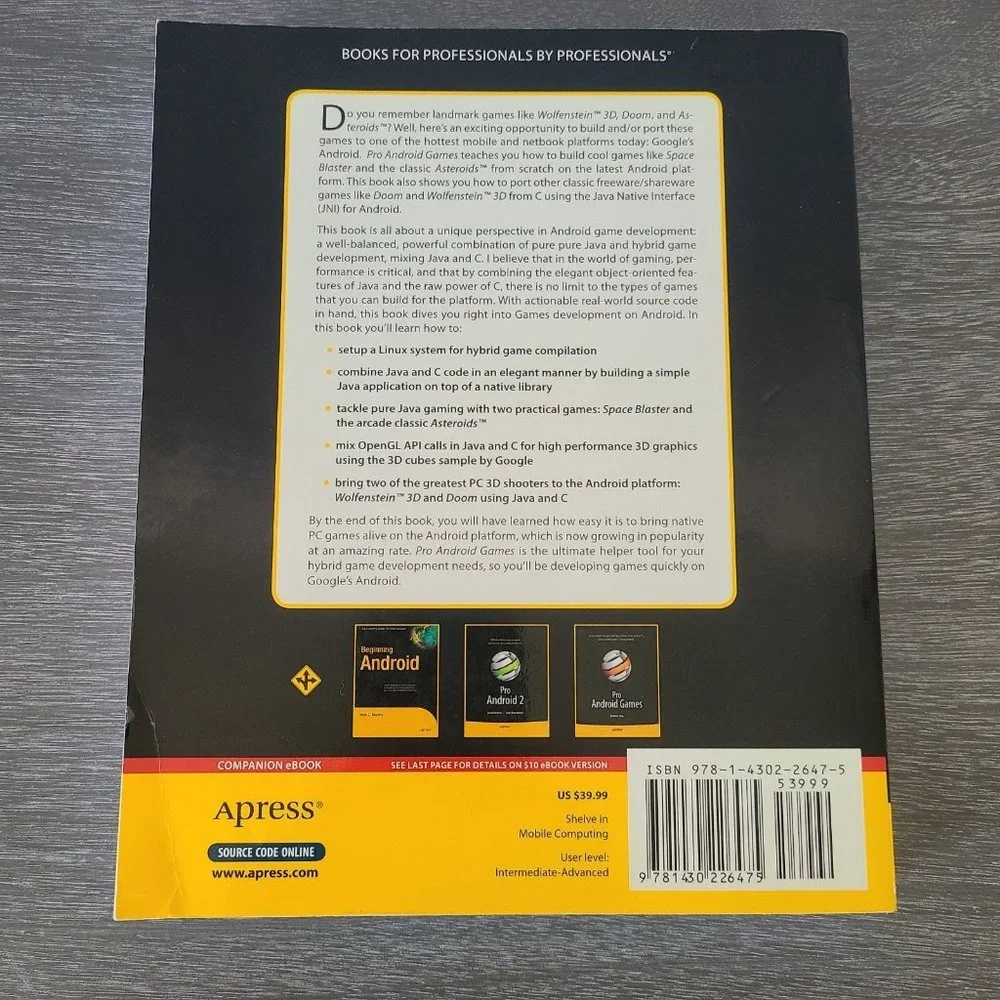 BOOKS FOR PROFESSIONALS BY PROFESSIONALS®
Do you remember landmark games like Wolfenstein™ 3D, Doom, and As-
teroids™? Well, here's an exciting opportunity to build and/or port these
games to one of the hottest mobile and netbook platforms today: Google's
Android. Pro Android Games teaches you how to build cool games like Space
Blaster and the classic Asteroids™ from scratch on the latest Android plat-
form. This book also shows you how to port other classic freeware/shareware
games like Doom and Wolfenstein™ 3D from C using the Java Native Interface
(JNI) for Android.
This book is all about a unique perspective in Android game development:
a well-balanced, powerful combination of pure pure Java and hybrid game
development, mixing Java and C. I believe that in the world of gaming, per-
formance is critical, and that by combining the elegant object-oriented fea-
tures of Java and the raw power of C, there is no limit to the types of games
that you can build for the platform. With actionable real-world source code
in hand, this book dives you right into Games development on Android. In
this book you'll learn how to:
• setup a Linux system for hybrid game compilation
• combine Java and C code in an elegant manner by building a simple
Java application on top of a native library
• tackle pure Java gaming with two practical games: Space Blaster and
the arcade classic Asteroids™
• mix OpenGL API calls in Java and C for high performance 3D graphics
using the 3D cubes sample by Google
• bring two of the greatest PC 3D shooters to the Android platform:
Wolfenstein™ 3D and Doom using Java and C
By the end of this book, you will have learned how easy it is to bring native
PC games alive on the Android platform, which is now growing in popularity
at an amazing rate. Pro Android Games is the ultimate helper tool for your
hybrid game development needs, so you'll be developing games quickly on
Google's Android.
Beginning
Android
Pro
Android 2
Pro
Android Games
COMPANION eBOOK
SEE LAST PAGE FOR DETAILS ON $10 eBOOK VERSION
Apress®
SOURCE CODE ONLINE
www.apress.com
US $39.99
Shelve in
Mobile Computing
User level:
Intermediate-Advanced
ISBN 978-1-4302-2647-5
53999
9 781430 226475